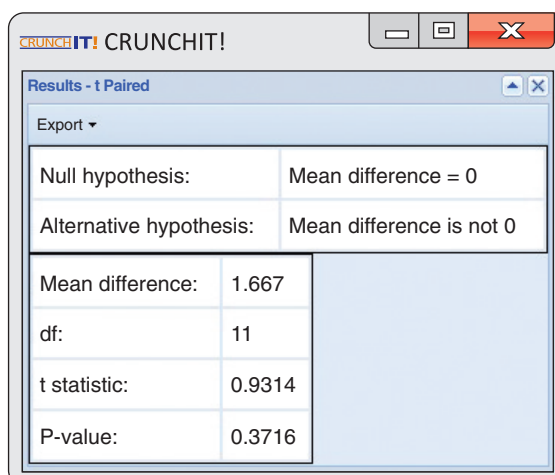 CRUNCHIT! CRUNCHIT!
Results - t Paired
Export
Null hypothesis: Mean difference = 0
Alternative hypothesis: Mean difference is not 0
Mean difference: 1.667
df: 11
t statistic: 0.9314
P-value: 0.3716